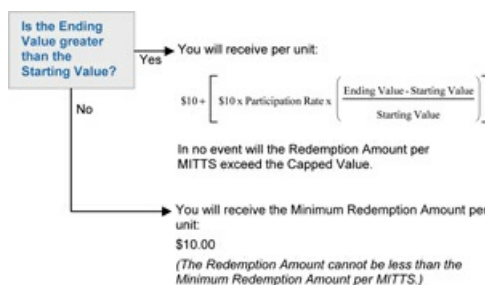 Is the Ending
Value greater
than the
Starting Value?
Yes
You will receive per unit:
$10 + [ $10 x Participation Rate x ( Ending Value - Starting Value
Starting Value ) ]
In no event will the Redemption Amount per
MITTS exceed the Capped Value.
No
You will receive the Minimum Redemption Amount per
unit:
$10.00
(The Redemption Amount cannot be less than the
Minimum Redemption Amount per MITTS.)